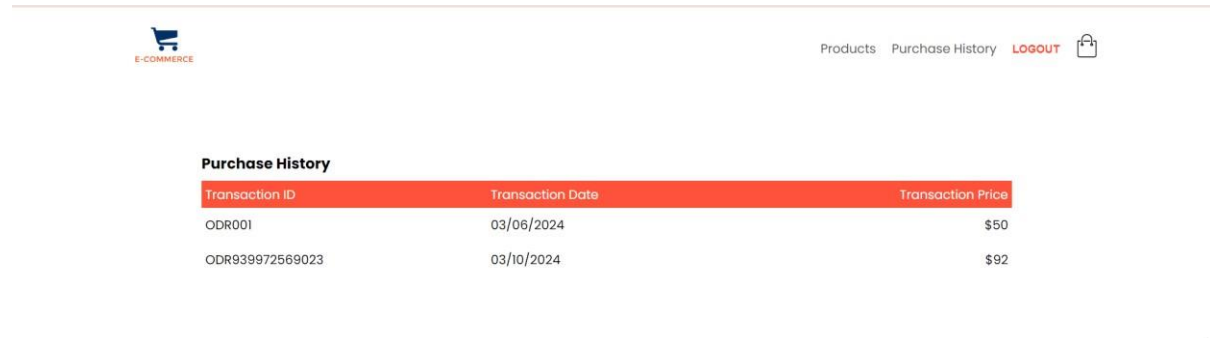 E-COMMERCE
Products Purchase History LOGOUT
Purchase History
Transaction ID Transaction Date Transaction Price
ODR001 03/06/2024 $50
ODR939972569023 03/10/2024 $92